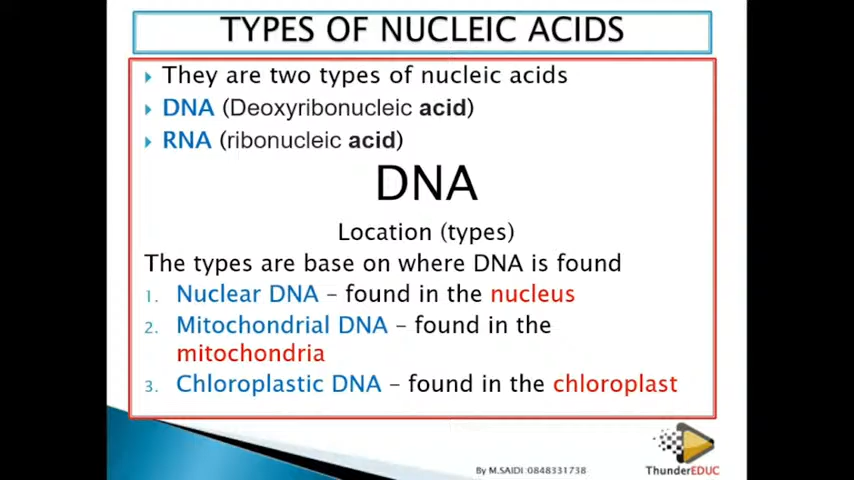 TYPES OF NUCLEIC ACIDS
They are two types of nucleic acids
DNA (Deoxyribonucleic acid)
RNA (ribonucleic acid)
DNA
Location (types)
The types are base on where DNA is found
1. Nuclear DNA – found in the nucleus
2. Mitochondrial DNA – found in the
mitochondria
3. Chloroplastic DNA – found in the chloroplast
By M.SAIDI:0848331738
ThunderEDUC